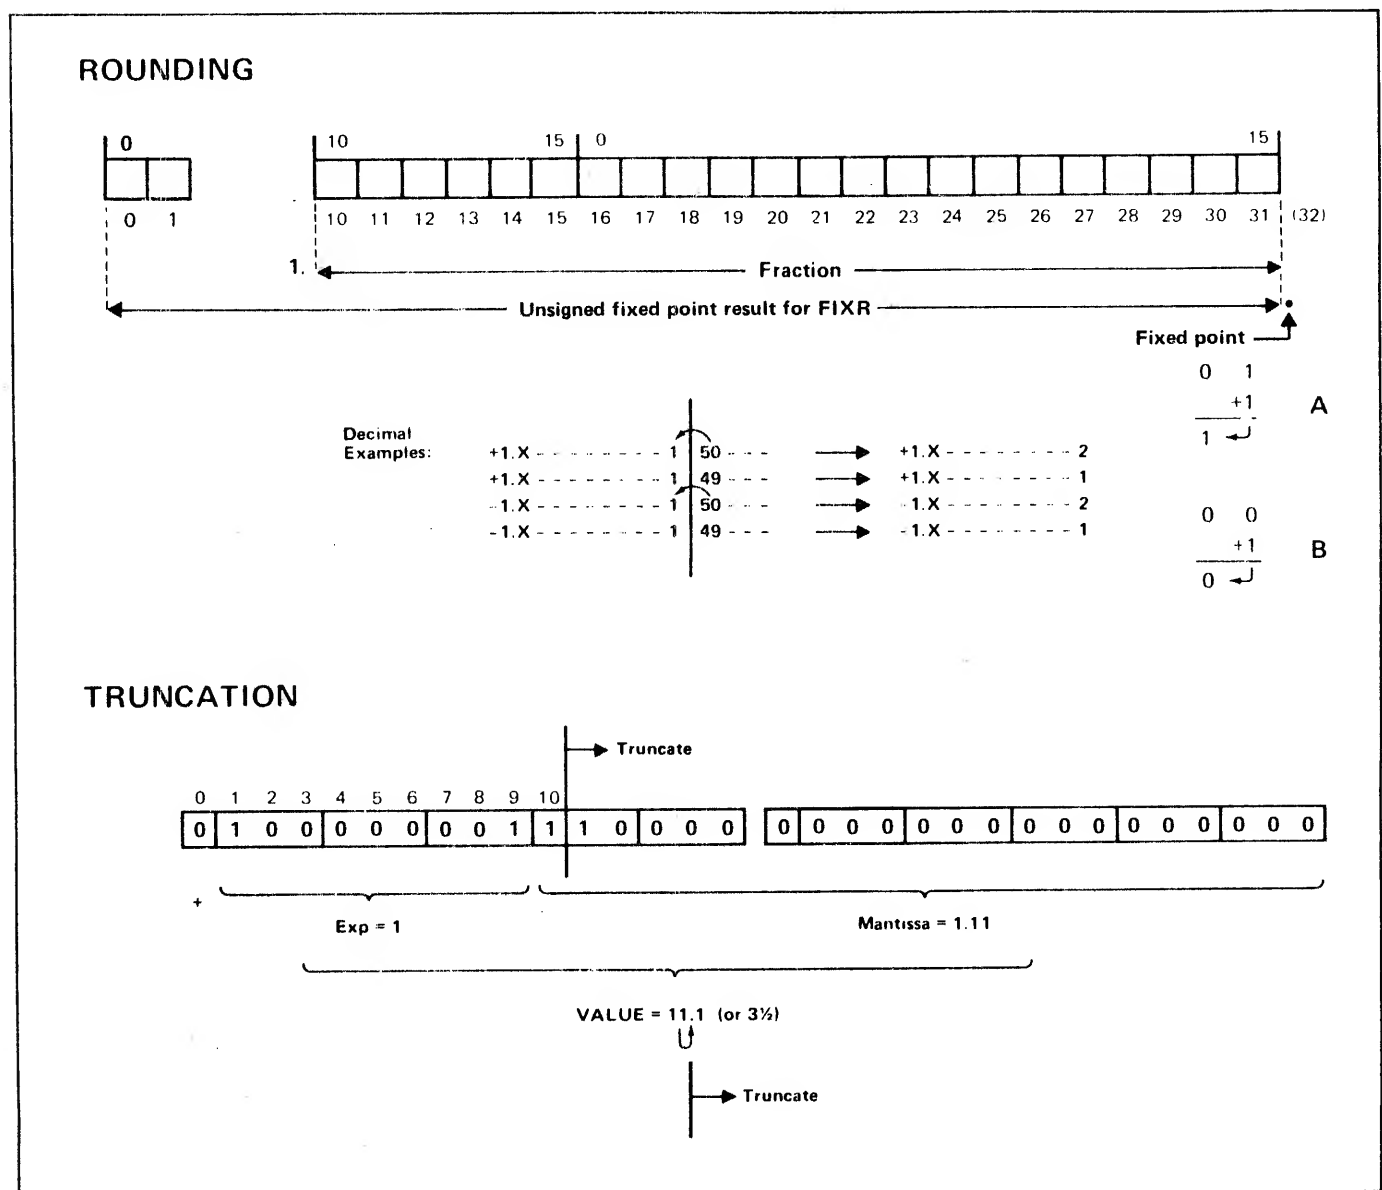 ROUNDING
0 10 15 0 15
0 1 10 11 12 13 14 15 16 17 18 19 20 21 22 23 24 25 26 27 28 29 30 31 (32)
1. Fraction
Unsigned fixed point result for FIXR
Fixed point
0 1
+1 A
1
Decimal
Examples:
+1.X - - - - - - - - 1 50 - - - +1.X - - - - - - - - 2
+1.X - - - - - - - - 1 49 - - - +1.X - - - - - - - - 1
-1.X - - - - - - - - 1 50 - - - -1.X - - - - - - - - 2
-1.X - - - - - - - - 1 49 - - - -1.X - - - - - - - - 1
0 0
+1 B
0
TRUNCATION
Truncate
0 1 2 3 4 5 6 7 8 9 10
0 1 0 0 0 0 0 0 0 1 1 1 0 0 0 0 0 0 0 0 0 0 0 0 0 0 0 0 0 0 0 0
+
Exp = 1 Mantissa = 1.11
VALUE = 11.1 (or 3½)
Truncate